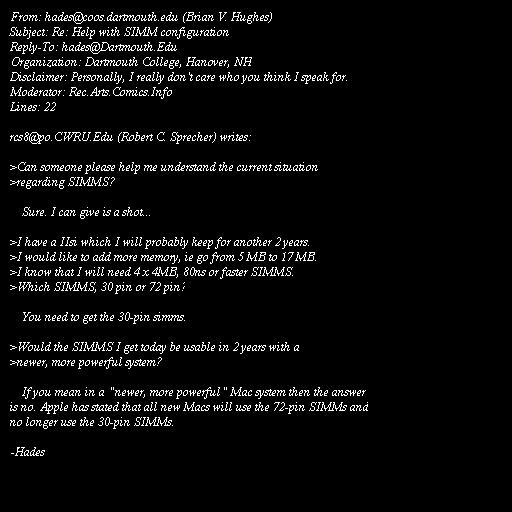 From: hades@coos.dartmouth.edu (Brian V. Hughes)
Subject: Re: Help with SIMM configuration
Reply-To: hades@Dartmouth.Edu
Organization: Dartmouth College, Hanover, NH
Disclaimer: Personally, I really don't care who you think I speak for.
Moderator: Rec.Arts.Comics.Info
Lines: 22

rcs8@po.CWRU.Edu (Robert C. Sprecher) writes:

>Can someone please help me understand the current situation
>regarding SIMMS?

Sure. I can give is a shot...

>I have a IIsi which I will probably keep for another 2 years.
>I would like to add more memory, ie go from 5 MB to 17 MB.
>I know that I will need 4 x 4MB, 80ns or faster SIMMS.
>Which SIMMS, 30 pin or 72 pin?

You need to get the 30-pin simms.

>Would the SIMMS I get today be usable in 2 years with a
>newer, more powerful system?

If you mean in a "newer, more powerful" Mac system then the answer
is no. Apple has stated that all new Macs will use the 72-pin SIMMs and
no longer use the 30-pin SIMMs.

-Hades